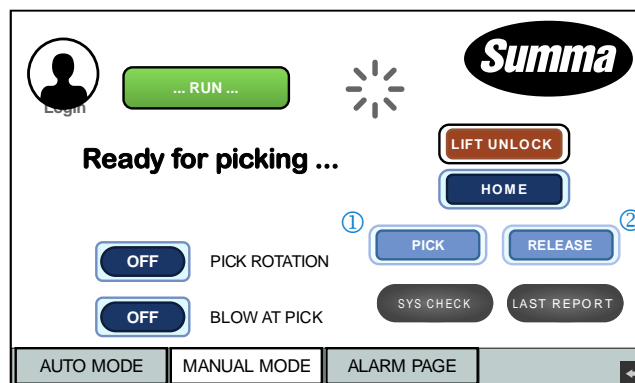 Summa
Login
... RUN ...
Ready for picking ...
LIFT UNLOCK
HOME
① ②
PICK RELEASE
OFF PICK ROTATION
SYS CHECK LAST REPORT
OFF BLOW AT PICK
AUTO MODE MANUAL MODE ALARM PAGE